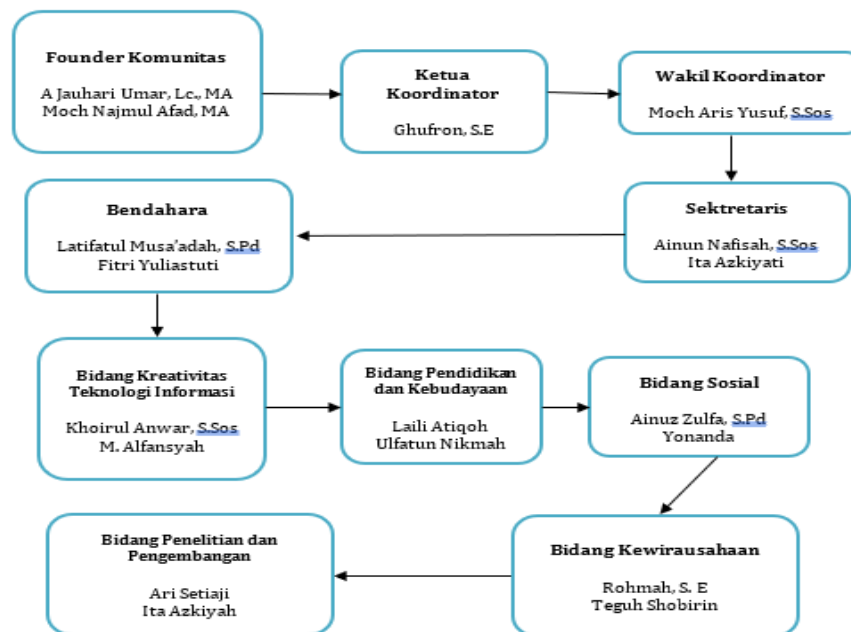 Founder Komunitas
A Jauhari Umar, Lc., MA
Moch Najmul Afad, MA
Ketua
Koordinator
Ghufron, S.E
Wakil Koordinator
Moch Aris Yusuf, S.Sos
Sektretaris
Ainun Nafisah, S.Sos
Ita Azkiyati
Bendahara
Latifatul Musa’adah, S.Pd
Fitri Yuliastuti
Bidang Kreativitas
Teknologi Informasi
Khoirul Anwar, S.Sos
M. Alfansyah
Bidang Pendidikan
dan Kebudayaan
Laili Atiqoh
Ulfatun Nikmah
Bidang Sosial
Ainuz Zulfa, S.Pd
Yonanda
Bidang Kewirausahaan
Rohmah, S. E
Teguh Shobirin
Bidang Penelitian dan
Pengembangan
Ari Setiaji
Ita Azkiyah